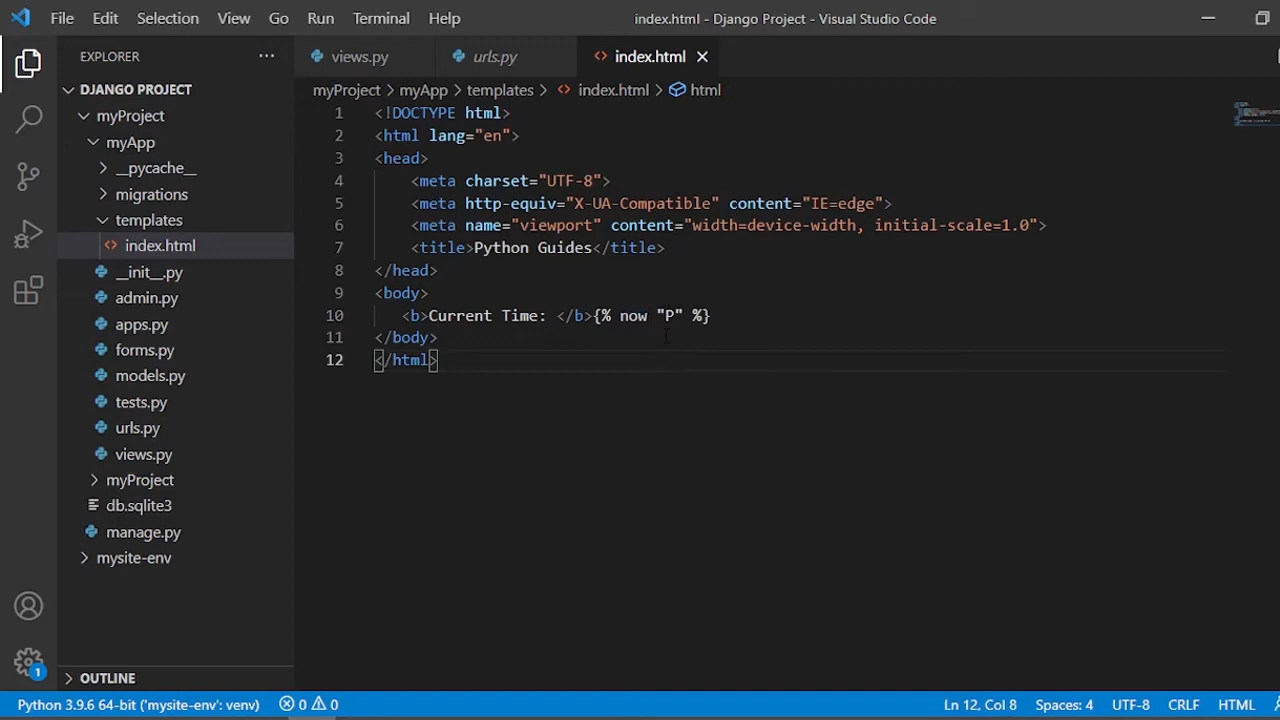 File Edit Selection View Go Run Terminal Help index.html - Django Project - Visual Studio Code
EXPLORER
views.py urls.py index.html
DJANGO PROJECT
myProject > myApp > templates > index.html > html
myProject
myApp
__pycache__
migrations
templates
index.html
__init__.py
admin.py
apps.py
forms.py
models.py
tests.py
urls.py
views.py
myProject
db.sqlite3
manage.py
mysite-env
OUTLINE
1 <!DOCTYPE html>
2 <html lang="en">
3 <head>
4 <meta charset="UTF-8">
5 <meta http-equiv="X-UA-Compatible" content="IE=edge">
6 <meta name="viewport" content="width=device-width, initial-scale=1.0">
7 <title>Python Guides</title>
8 </head>
9 <body>
10 <b>Current Time: </b>{% now "P" %}
11 </body>
12 </html>
1
Python 3.9.6 64-bit ('mysite-env': venv) 0 0 Ln 12, Col 8 Spaces: 4 UTF-8 CRLF HTML